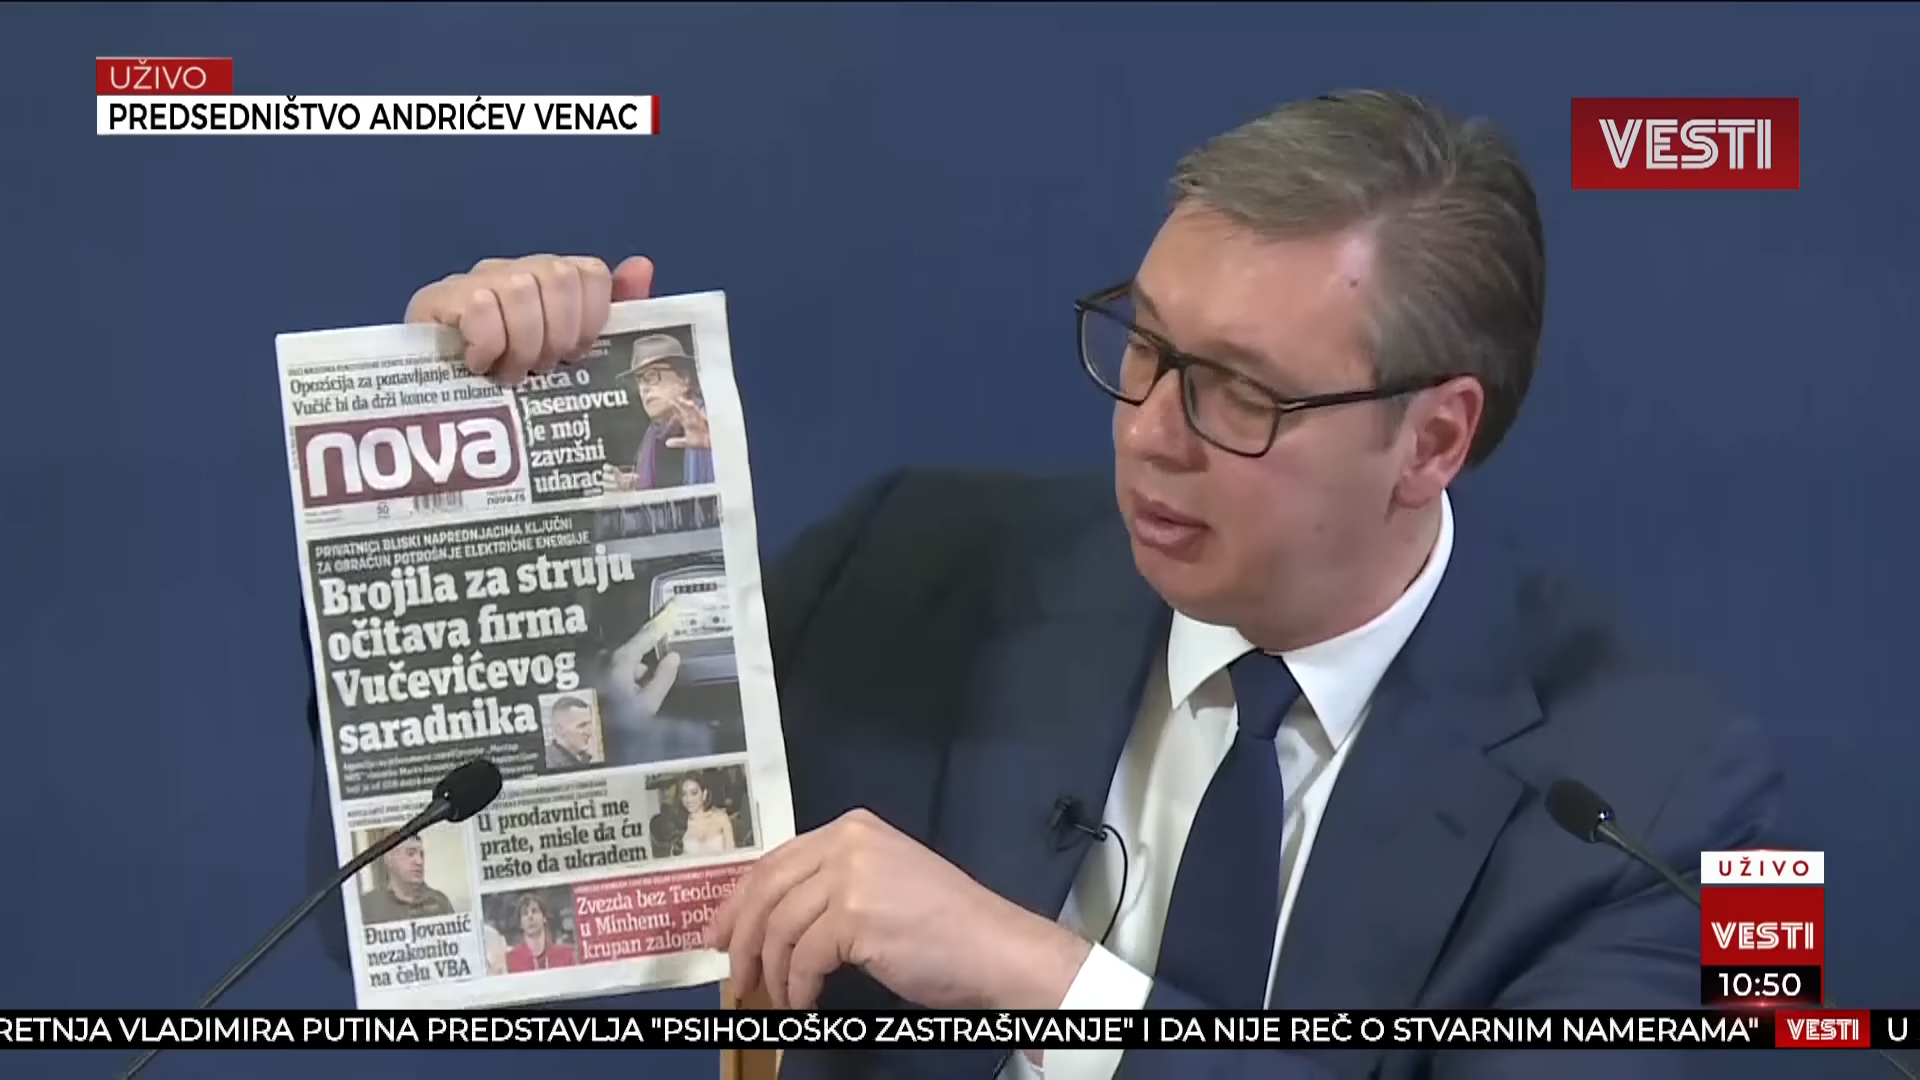 UŽIVO
PREDSEDNIŠTVO ANDRIĆEV VENAC
VESTI
Opozicija za ponavljanje
Vučić bi da drži konce u rukama
nova
50
nova.rs
Priča o
Jasenovcu
je moj
završni
udarac
PRIVATNICI BLISKI NAPREDNJACIMA KLJUČNI
ZA OBRAČUN POTROŠNJE ELEKTRIČNE ENERGIJE
Brojila za struju
očitava firma
Vučevićevog
saradnika
U prodavnici me
prate, misle da ću
nešto da ukradem
Đuro Jovanić
nezakonito
na čelu VBA
Zvezda bez
u Minhenu,
krupan
UŽIVO
VESTI
10:50
RETNJA VLADIMIRA PUTINA PREDSTAVLJA "PSIHOLOŠKO ZASTRAŠIVANJE" I DA NIJE REČ O STVARNIM NAMERAMA" VESTI U